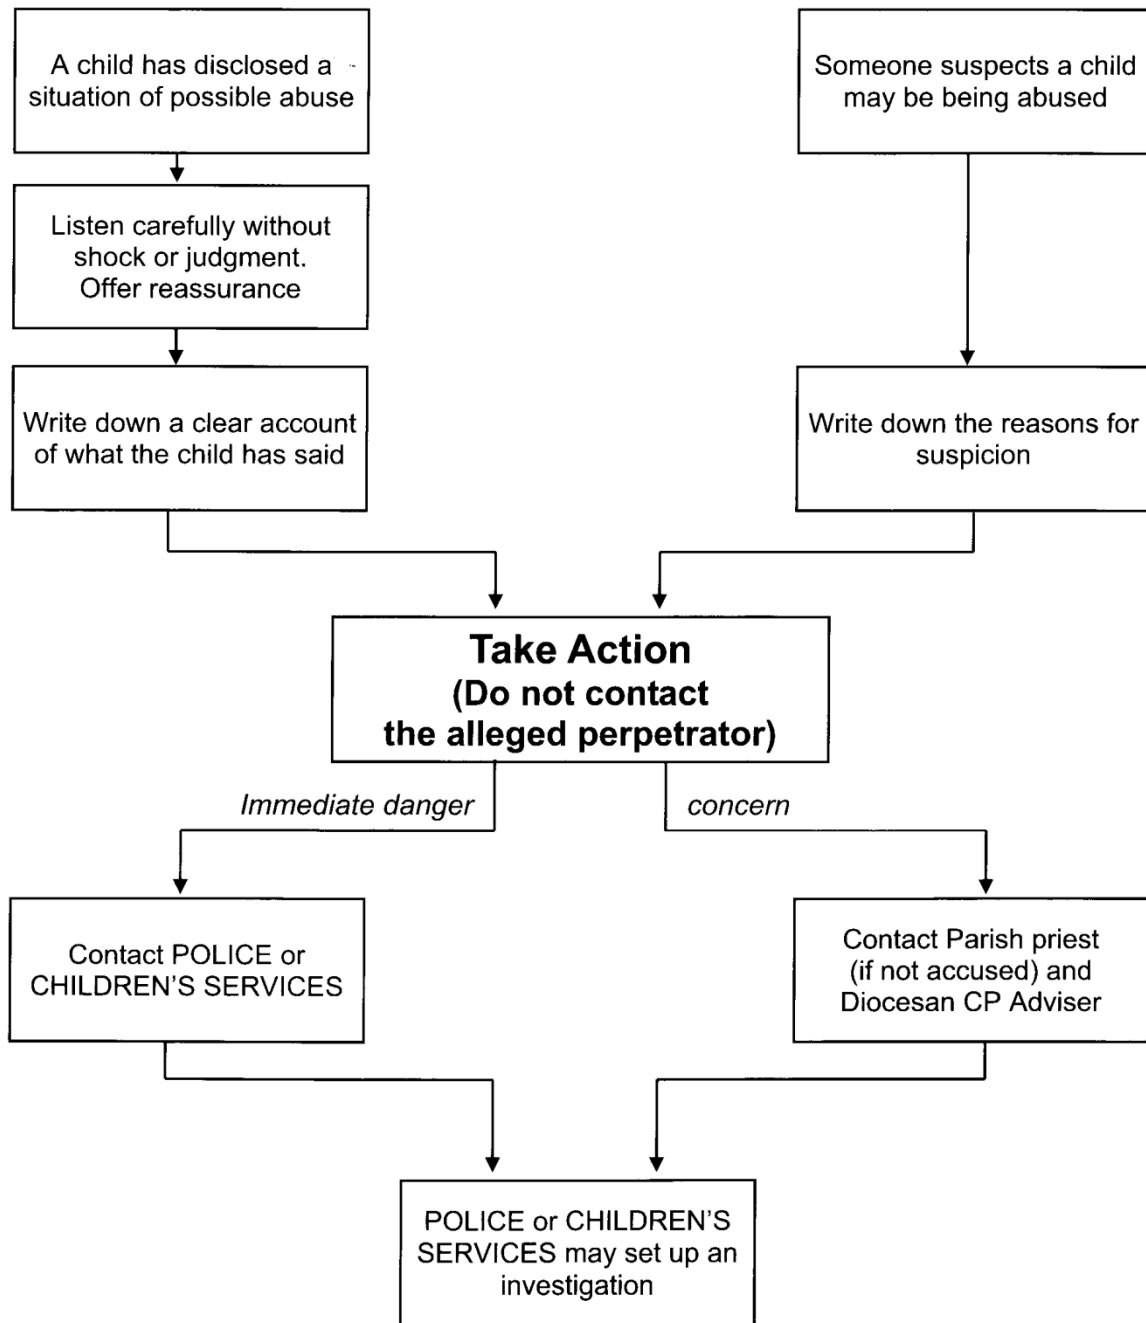 A child has disclosed a
situation of possible abuse
Someone suspects a child
may be being abused
Listen carefully without
shock or judgment.
Offer reassurance
Write down a clear account
of what the child has said
Write down the reasons for
suspicion
Take Action
(Do not contact
the alleged perpetrator)
Immediate danger
concern
Contact POLICE or
CHILDREN'S SERVICES
Contact Parish priest
(if not accused) and
Diocesan CP Adviser
POLICE or CHILDREN'S
SERVICES may set up an
investigation